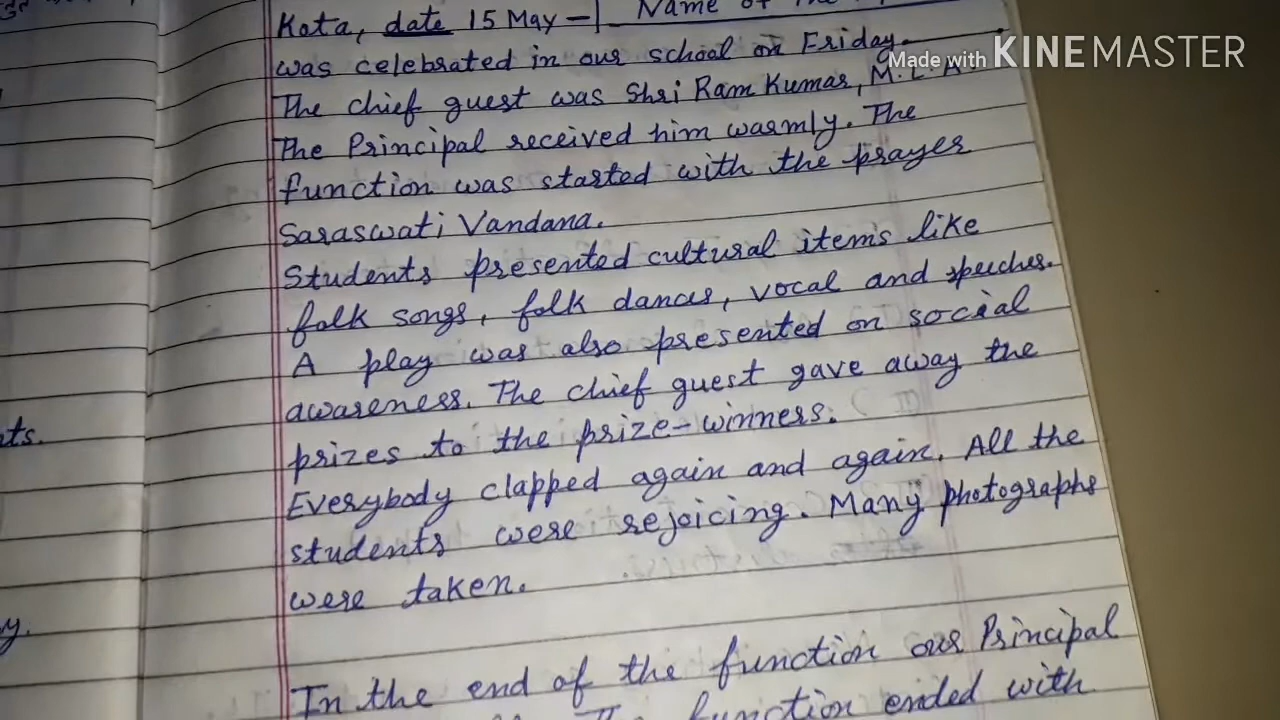 Kota, date 15 May - Name of the
was celebrated in our school on Friday.
The chief guest was Shri Ram Kumar, M.L.A.
The Principal received him warmly. The
function was started with the prayer
Saraswati Vandana.
Students presented cultural items like
folk songs, folk dances, vocal and speeches.
A play was also presented on social
awareness. The chief guest gave away the
prizes to the prize-winners.
Everybody clapped again and again. All the
students were rejoicing. Many photographs
were taken.
In the end of the function our Principal
function ended with
ts.
y.
Made with KINEMASTER